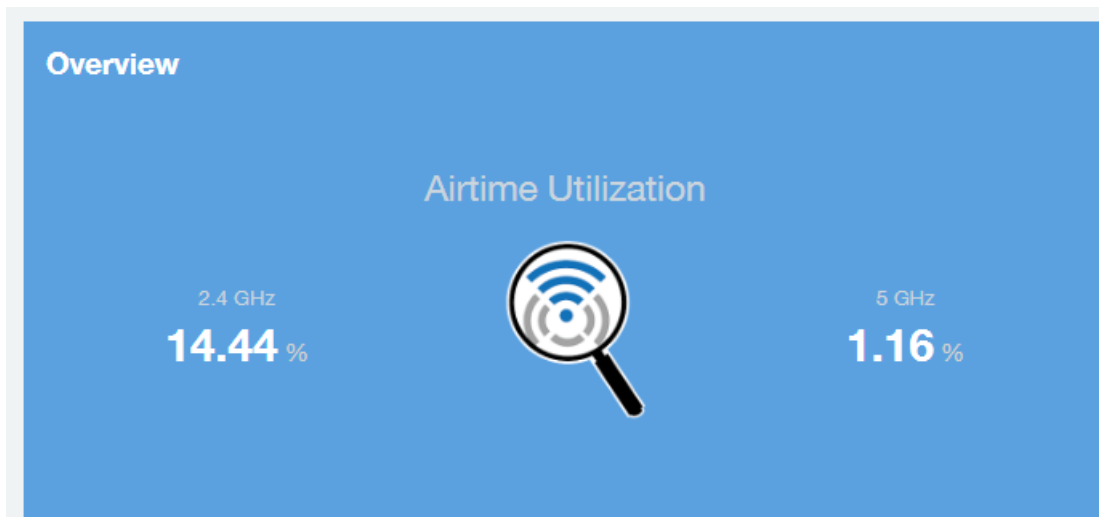 Overview
Airtime Utilization
2.4 GHz
14.44 %
5 GHz
1.16 %